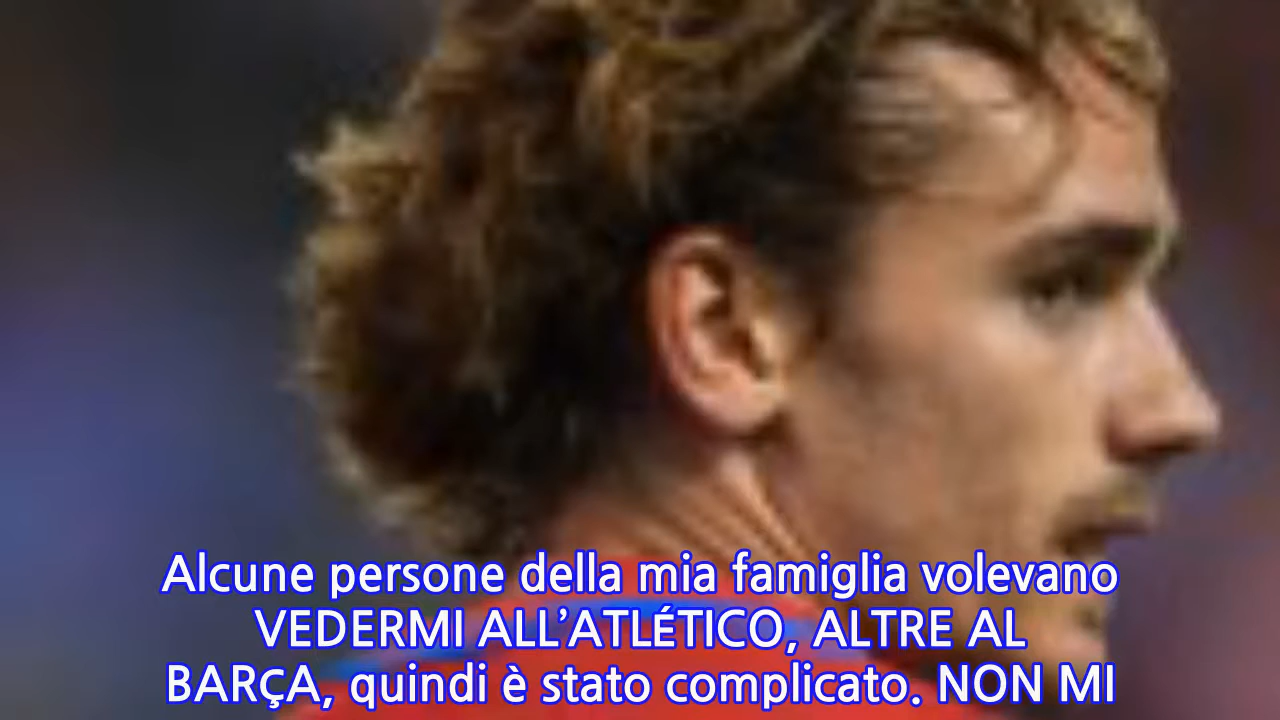 Alcune persone della mia famiglia volevano
VEDERMI ALL’ATLÉTICO, ALTRE AL
BARÇA, quindi è stato complicato. NON MI